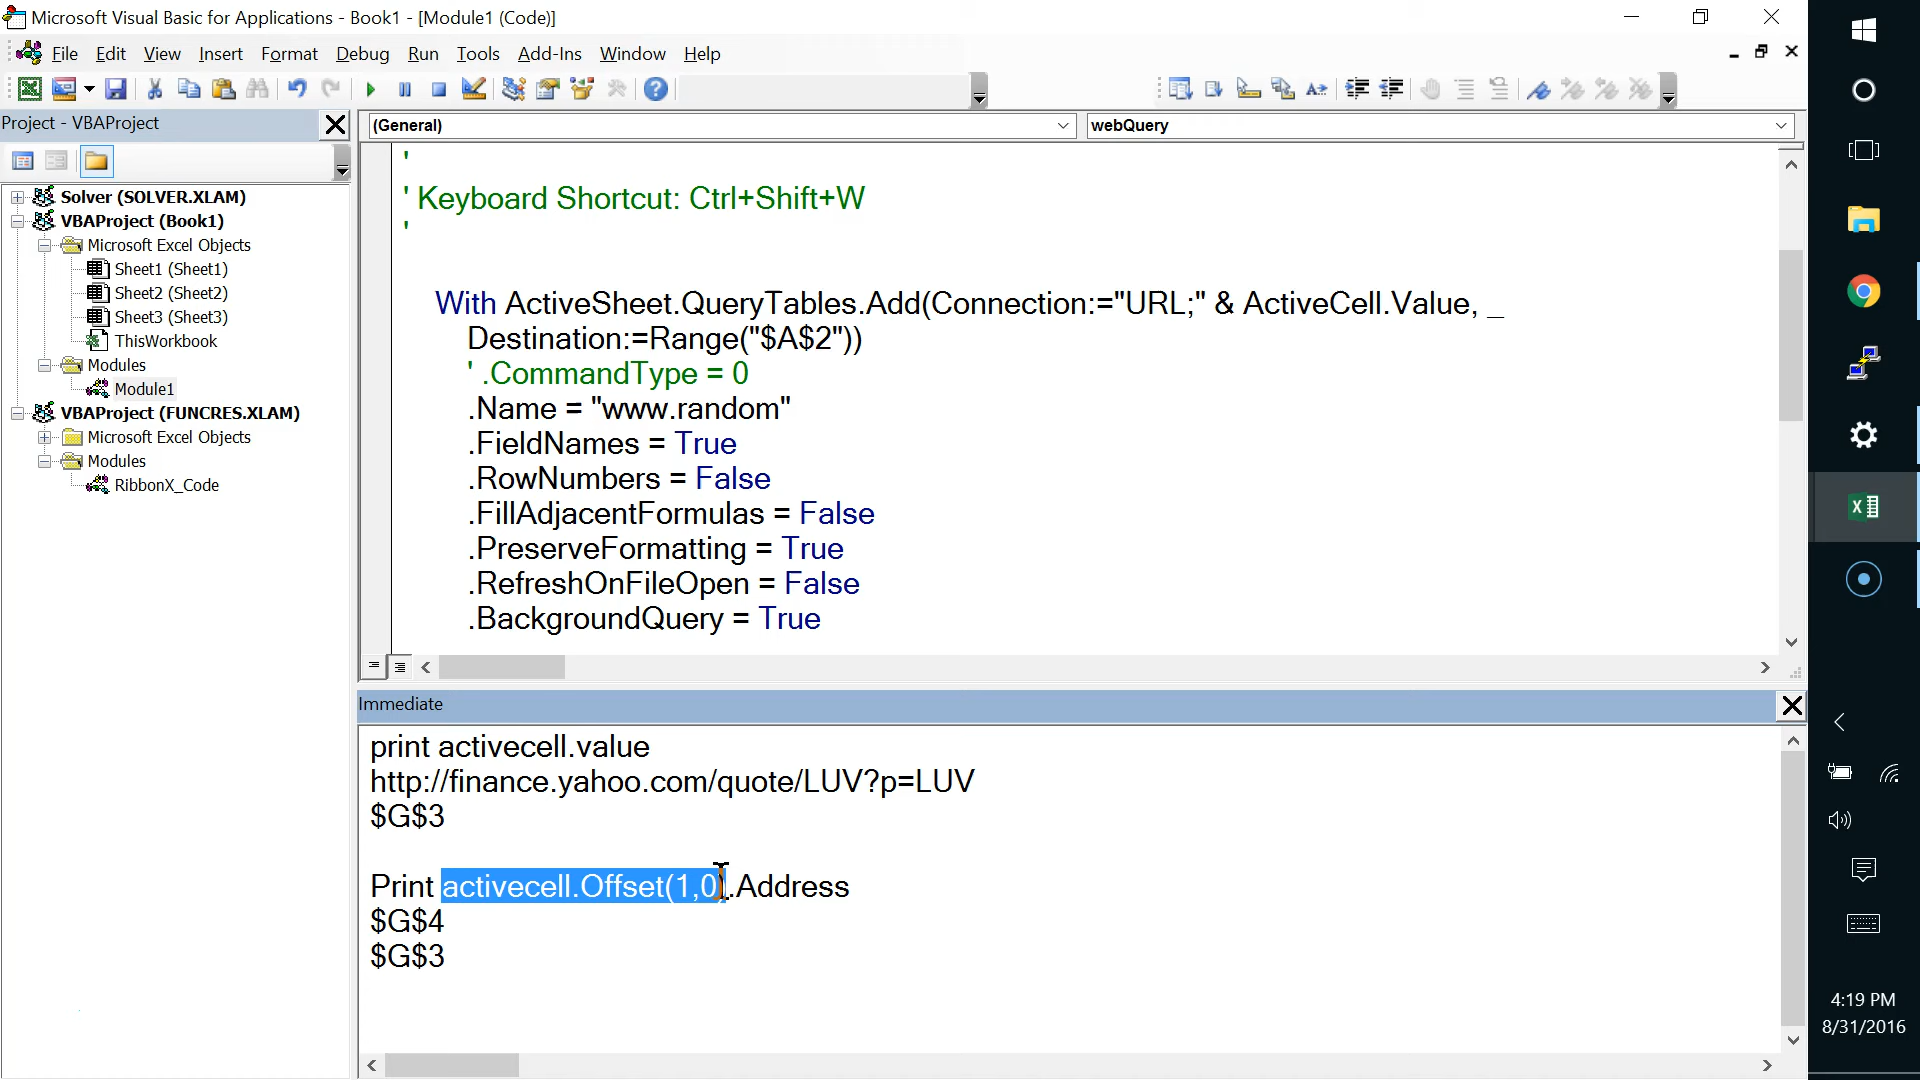 Microsoft Visual Basic for Applications - Book1 - [Module1 (Code)]
File Edit View Insert Format Debug Run Tools Add-Ins Window Help
Project - VBAProject
(General)
webQuery
Solver (SOLVER.XLAM)
VBAProject (Book1)
Microsoft Excel Objects
Sheet1 (Sheet1)
Sheet2 (Sheet2)
Sheet3 (Sheet3)
ThisWorkbook
Modules
Module1
VBAProject (FUNCRES.XLAM)
Microsoft Excel Objects
Modules
RibbonX_Code
'
' Keyboard Shortcut: Ctrl+Shift+W
'
With ActiveSheet.QueryTables.Add(Connection:="URL;" & ActiveCell.Value, _
Destination:=Range("$A$2"))
' .CommandType = 0
.Name = "www.random"
.FieldNames = True
.RowNumbers = False
.FillAdjacentFormulas = False
.PreserveFormatting = True
.RefreshOnFileOpen = False
.BackgroundQuery = True
Immediate
print activecell.value
http://finance.yahoo.com/quote/LUV?p=LUV
$G$3
Print activecell.Offset(1,0).Address
$G$4
$G$3
4:19 PM
8/31/2016